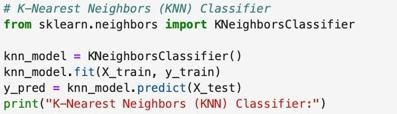 # K-Nearest Neighbors (KNN) Classifier
from sklearn.neighbors import KNeighborsClassifier
knn_model = KNeighborsClassifier()
knn_model.fit(X_train, y_train)
y_pred = knn_model.predict(X_test)
print("K-Nearest Neighbors (KNN) Classifier:")